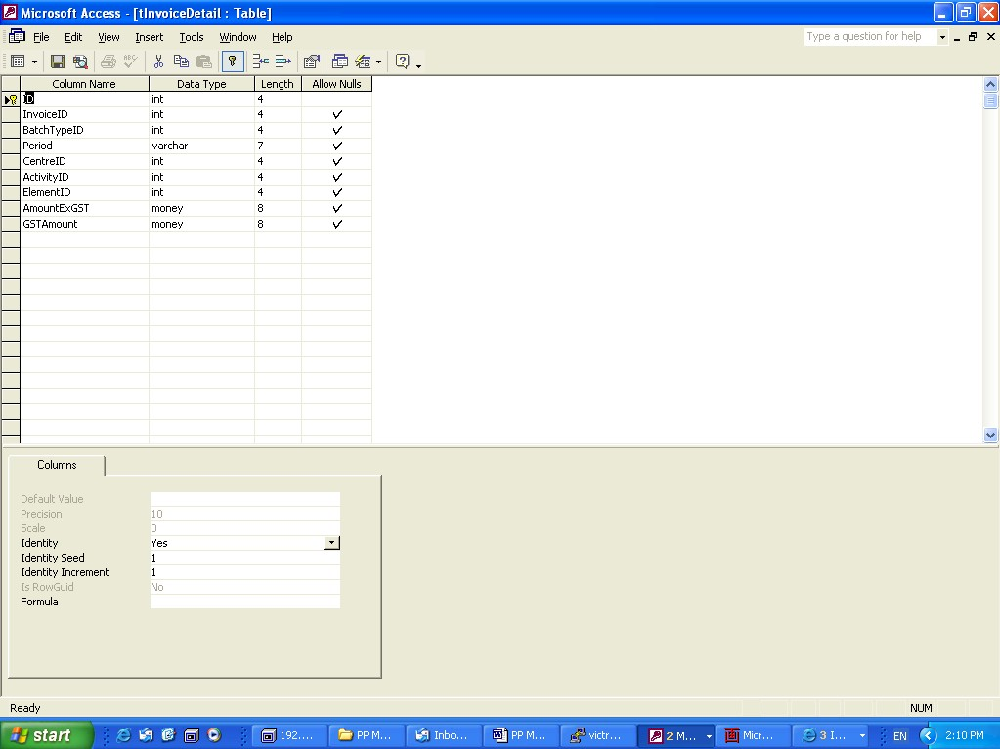 Microsoft Access - [tInvoiceDetail : Table]
File Edit View Insert Tools Window Help Type a question for help
Column Name Data Type Length Allow Nulls
ID int 4
InvoiceID int 4
BatchTypeID int 4
Period varchar 7
CentreID int 4
ActivityID int 4
ElementID int 4
AmountExGST money 8
GSTAmount money 8
Columns
Default Value
Precision 10
Scale 0
Identity Yes
Identity Seed 1
Identity Increment 1
Is RowGuid No
Formula
Ready NUM
start 192.... PP M... Inbo... PP M... victr... 2 M... Micr... 3 I... EN 2:10 PM